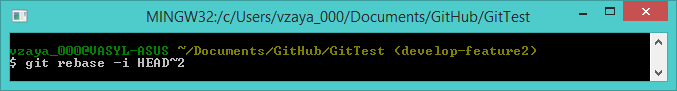 MINGW32:/c/Users/vzaya_000/Documents/GitHub/GitTest
vzaya_000@VASYL-ASUS ~/Documents/GitHub/GitTest (develop-feature2)
$ git rebase -i HEAD~2